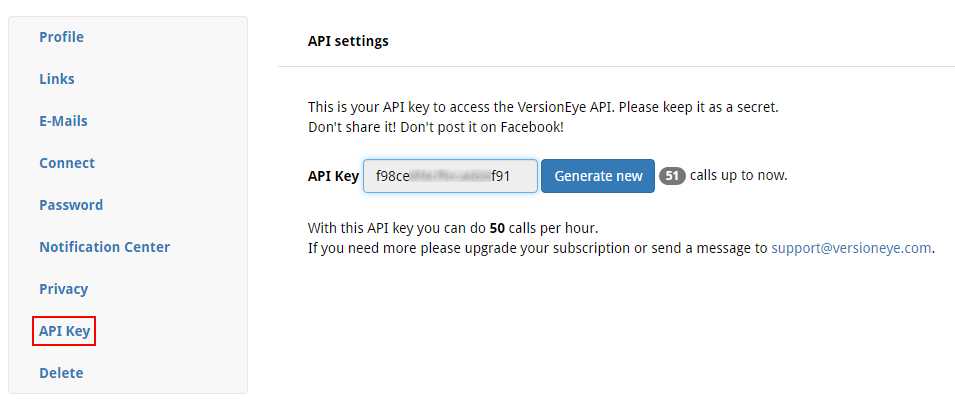 Profile
Links
E-Mails
Connect
Password
Notification Center
Privacy
API Key
Delete
API settings
This is your API key to access the VersionEye API. Please keep it as a secret.
Don't share it! Don't post it on Facebook!
API Key f98ce f91 Generate new 51 calls up to now.
With this API key you can do 50 calls per hour.
If you need more please upgrade your subscription or send a message to support@versioneye.com.